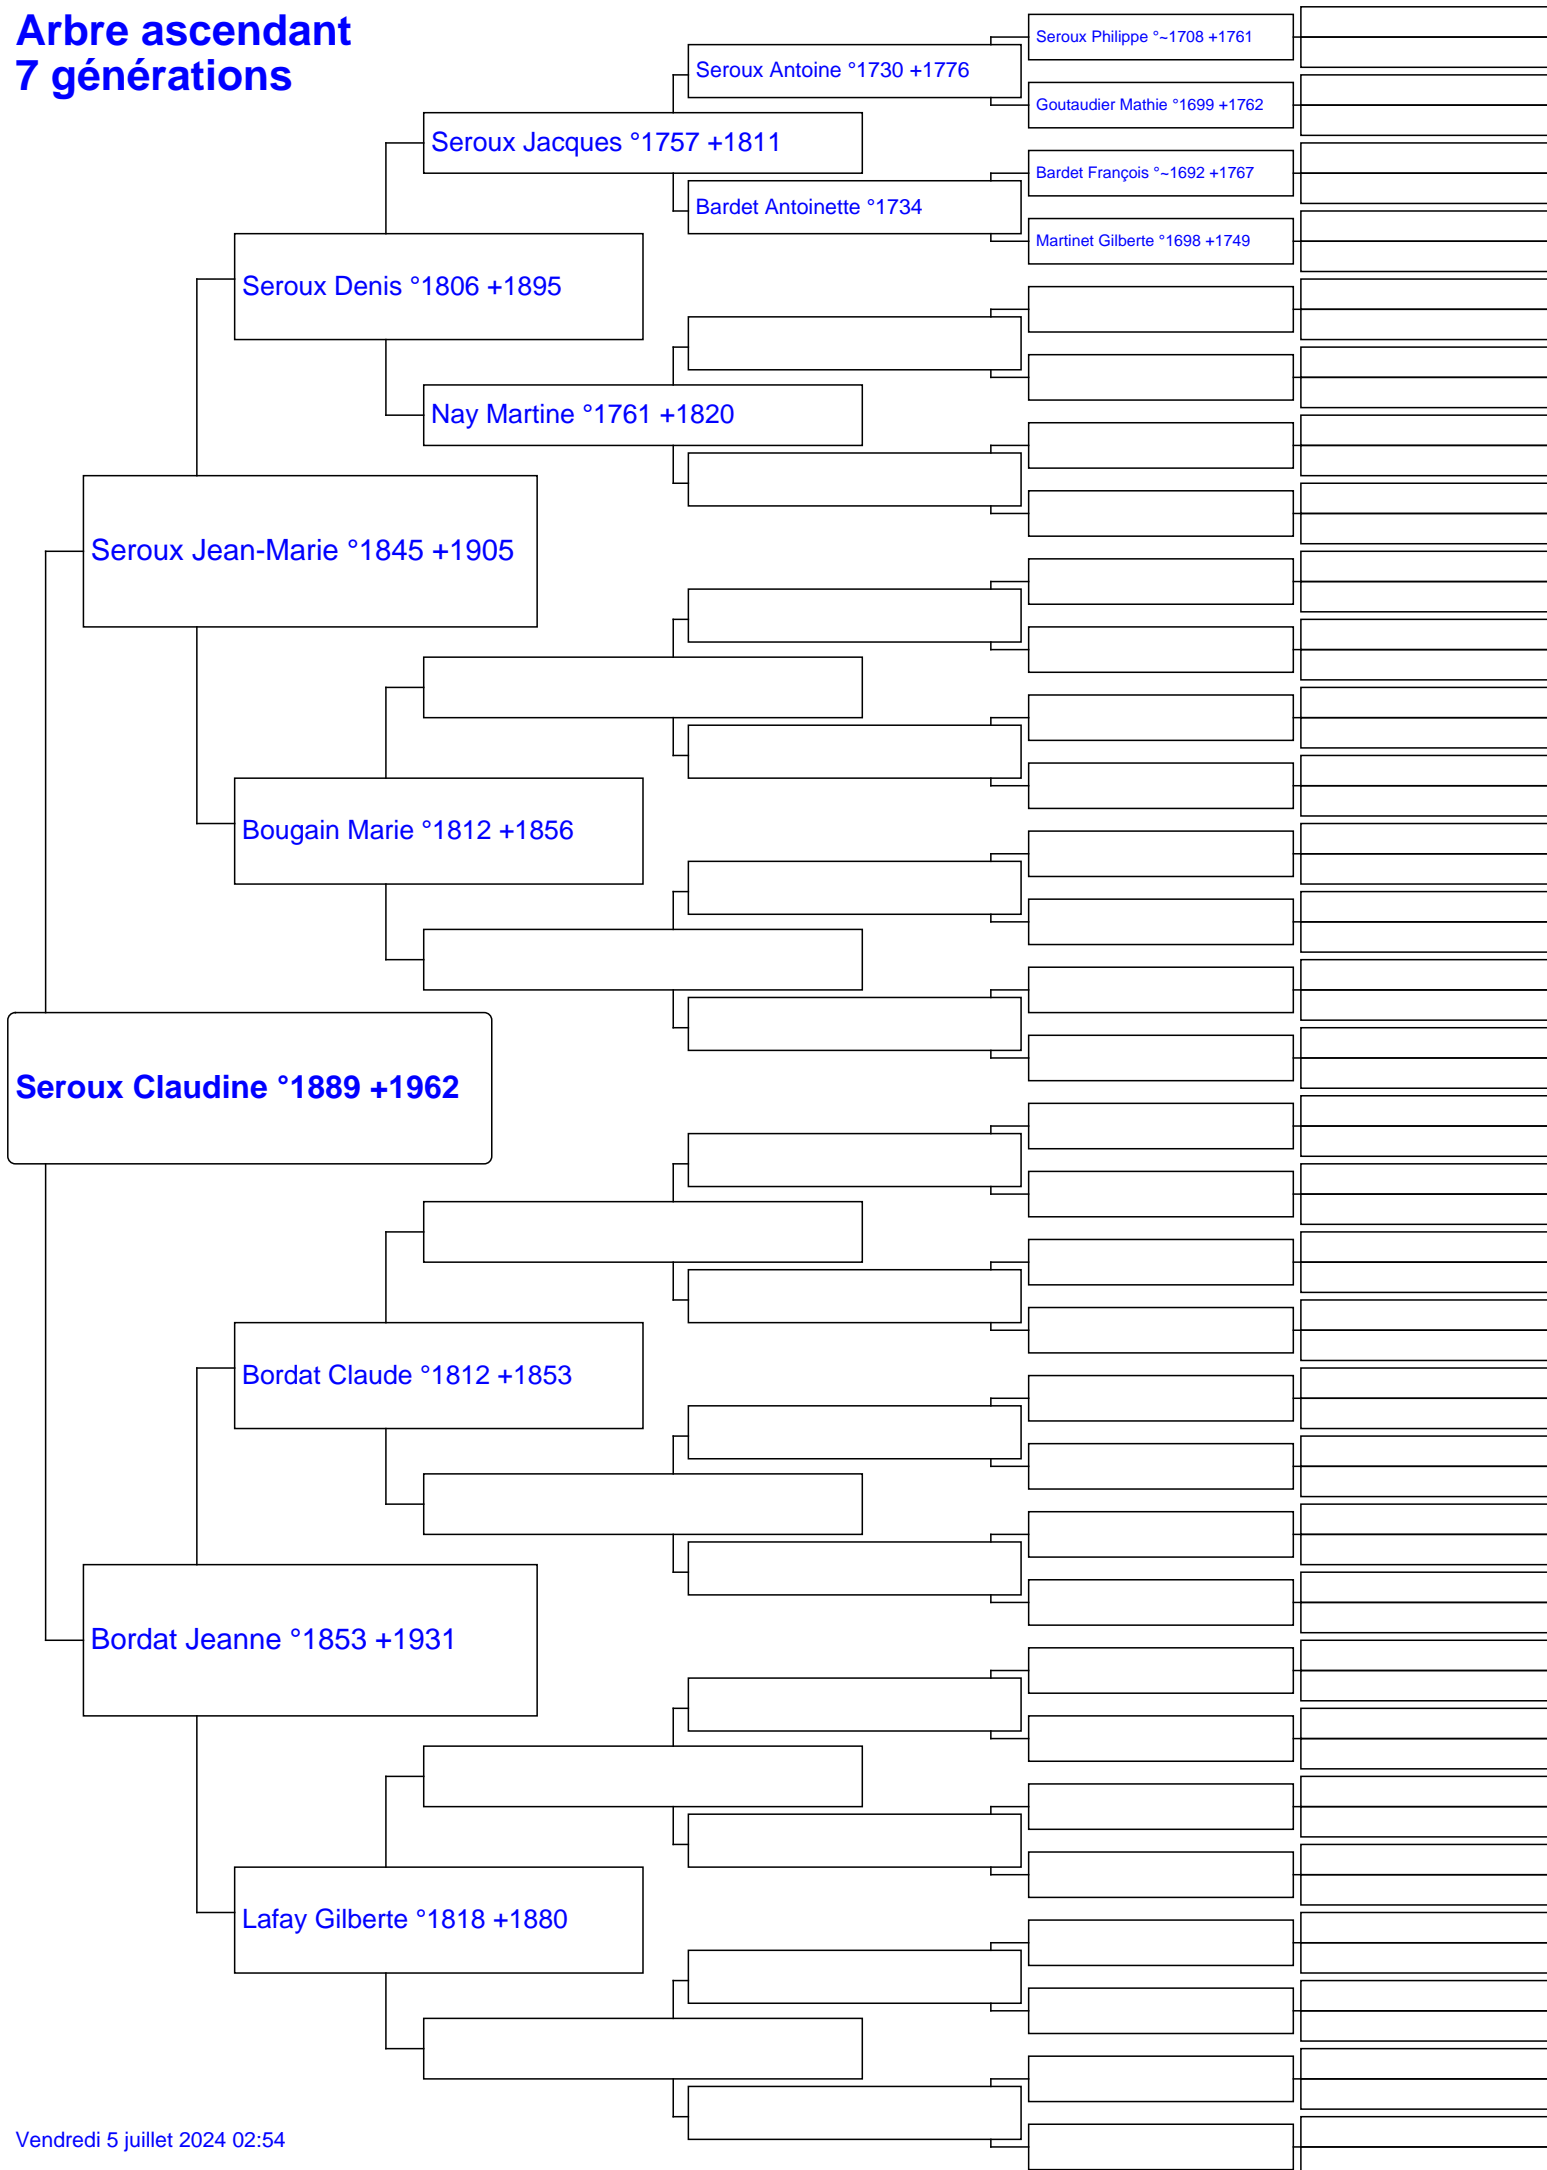 Arbre ascendant
7 générations
Seroux Philippe °~1708 +1761
Seroux Antoine °1730 +1776
Goutaudier Mathie °1699 +1762
Seroux Jacques °1757 +1811
Bardet François °~1692 +1767
Bardet Antoinette °1734
Martinet Gilberte °1698 +1749
Seroux Denis °1806 +1895
Nay Martine °1761 +1820
Seroux Jean-Marie °1845 +1905
Bougain Marie °1812 +1856
Seroux Claudine °1889 +1962
Bordat Claude °1812 +1853
Bordat Jeanne °1853 +1931
Lafay Gilberte °1818 +1880
Vendredi 5 juillet 2024 02:54